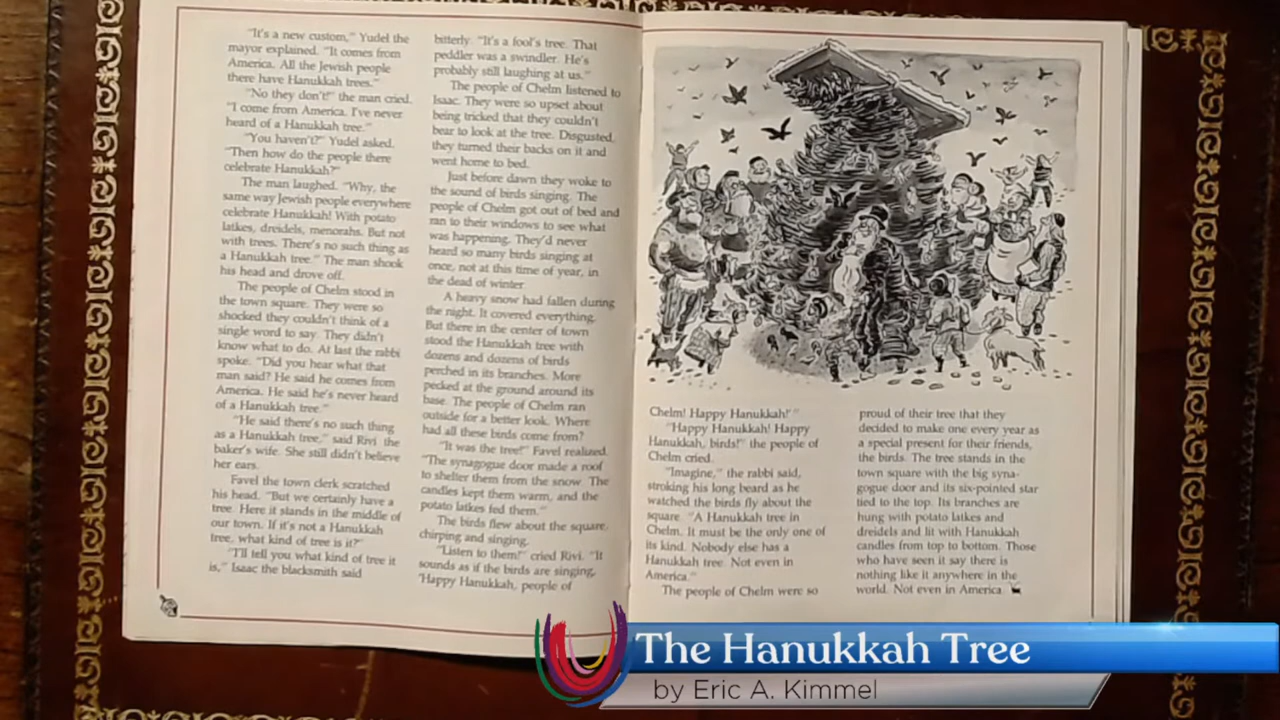 "It's a new custom," Yudel the
mayor explained. "It comes from
America. All the Jewish people
there have Hanukkah trees."
"No they don't!" the man cried.
"I come from America. I've never
heard of a Hanukkah tree."
"You haven't?" Yudel asked.
"Then how do the people there
celebrate Hanukkah?"
The man laughed. "Why, the
same way Jewish people everywhere
celebrate Hanukkah! With potato
latkes, dreidels, menorahs. But not
with trees. There's no such thing as
a Hanukkah tree." The man shook
his head and drove off.
The people of Chelm stood in
the town square. They were so
shocked they couldn't think of a
single word to say. They didn't
know what to do. At last the rabbi
spoke. "Did you hear what that
man said? He said he comes from
America. He said he's never heard
of a Hanukkah tree."
"He said there's no such thing
as a Hanukkah tree," said Rivi the
baker's wife. She still didn't believe
her ears.
Favel the town clerk scratched
his head. "But we certainly have a
tree. Here it stands in the middle of
our town. If it's not a Hanukkah
tree, what kind of tree is it?"
"I'll tell you what kind of tree it
is," Isaac the blacksmith said
bitterly. "It's a fool's tree. That
peddler was a swindler. He's
probably still laughing at us."
The people of Chelm listened to
Isaac. They were so upset about
being tricked that they couldn't
bear to look at the tree. Disgusted,
they turned their backs on it and
went home to bed.
Just before dawn they woke to
the sound of birds singing. The
people of Chelm got out of bed and
ran to their windows to see what
was happening. They'd never
heard so many birds singing at
once, not at this time of year, in
the dead of winter.
A heavy snow had fallen during
the night. It covered everything.
But there in the center of town
stood the Hanukkah tree with
dozens and dozens of birds
perched in its branches. More
pecked at the ground around its
base. The people of Chelm ran
outside for a better look. Where
had all these birds come from?
"It was the tree!" Favel realized.
"The synagogue door made a roof
to shelter them from the snow. The
candles kept them warm, and the
potato latkes fed them."
The birds flew about the square,
chirping and singing.
"Listen to them!" cried Rivi. "It
sounds as if the birds are singing,
'Happy Hanukkah, people of
Chelm! Happy Hanukkah!' "
"Happy Hanukkah! Happy
Hanukkah, birds!" the people of
Chelm cried.
"Imagine," the rabbi said,
stroking his long beard as he
watched the birds fly about the
square. "A Hanukkah tree in
Chelm. It must be the only one of
its kind. Nobody else has a
Hanukkah tree. Not even in
America."
The people of Chelm were so
proud of their tree that they
decided to make one every year as
a special present for their friends,
the birds. The tree stands in the
town square with the big syna-
gogue door and its six-pointed star
tied to the top. Its branches are
hung with potato latkes and
dreidels and lit with Hanukkah
candles from top to bottom. Those
who have seen it say there is
nothing like it anywhere in the
world. Not even in America.
The Hanukkah Tree
by Eric A. Kimmel